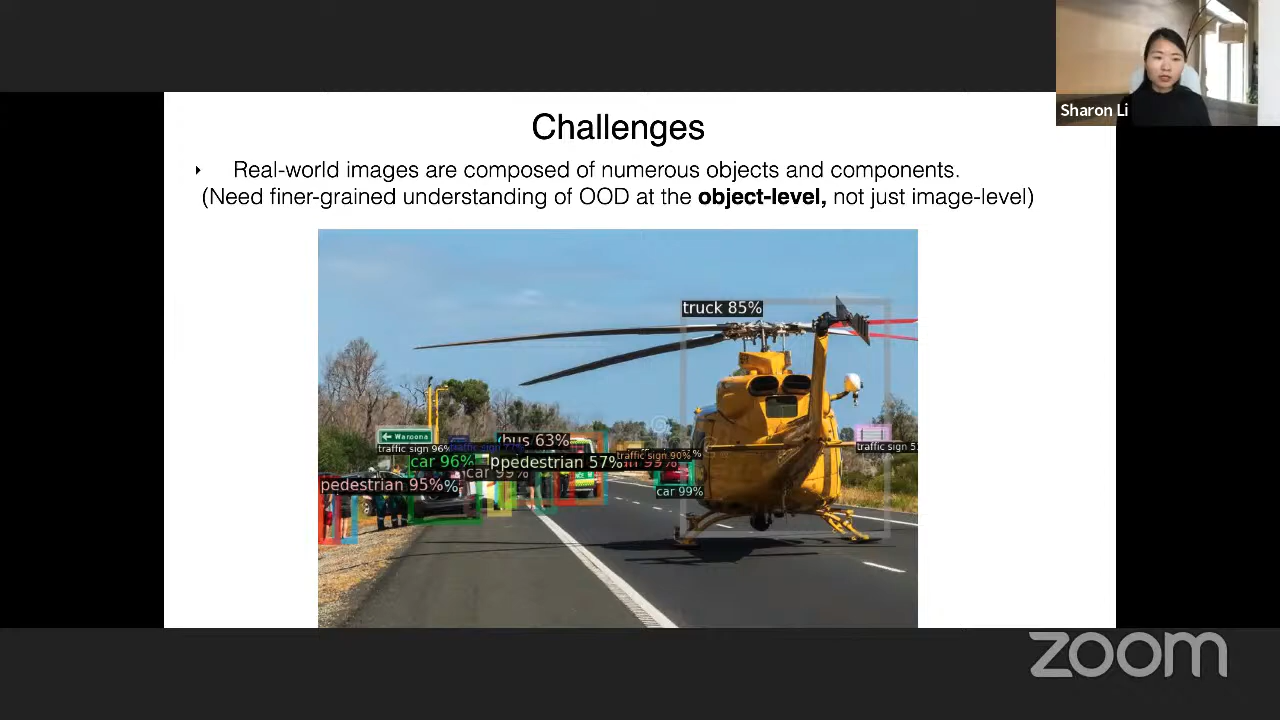 Sharon Li
Challenges
Real-world images are composed of numerous objects and components.
(Need finer-grained understanding of OOD at the object-level, not just image-level)
truck 85%
Waroona
bus 63%
traffic sign 96%
car 96%
pedestrian 57%
traffic sign 90%
traffic sign 5
car 99%
pedestrian 95%
car 99%
zoom